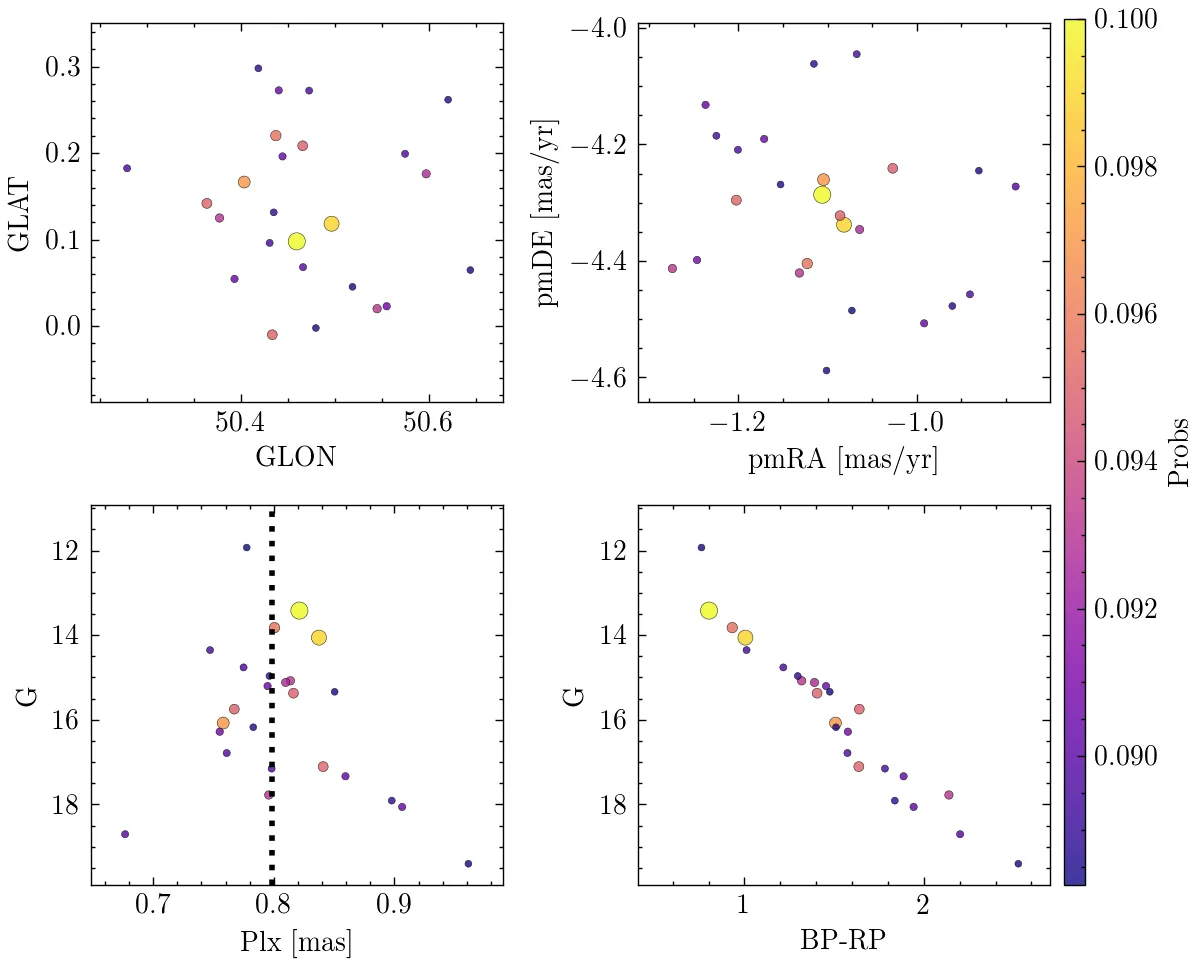 0.3
0.2
0.1
0.0
GLAT
50.4 50.6
GLON
−4.0
−4.2
−4.4
−4.6
pmDE [mas/yr]
−1.2 −1.0
pmRA [mas/yr]
12
14
16
18
G
0.7 0.8 0.9
Plx [mas]
12
14
16
18
G
1 2
BP-RP
0.100
0.098
0.096
0.094
0.092
0.090
Probs